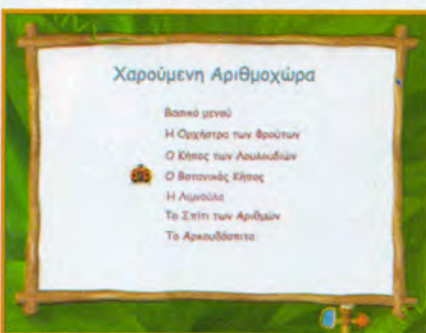 Χαρούμενη Αριθμοχώρα
Βασικό μενού
Η Ορχήστρα των Φρούτων
Ο Κήπος των Λουλουδιών
Ο Βοτανικός Κήπος
Η Λιμνούλα
Το Σπίτι των Αριθμών
Το Αρκουδόσπιτο